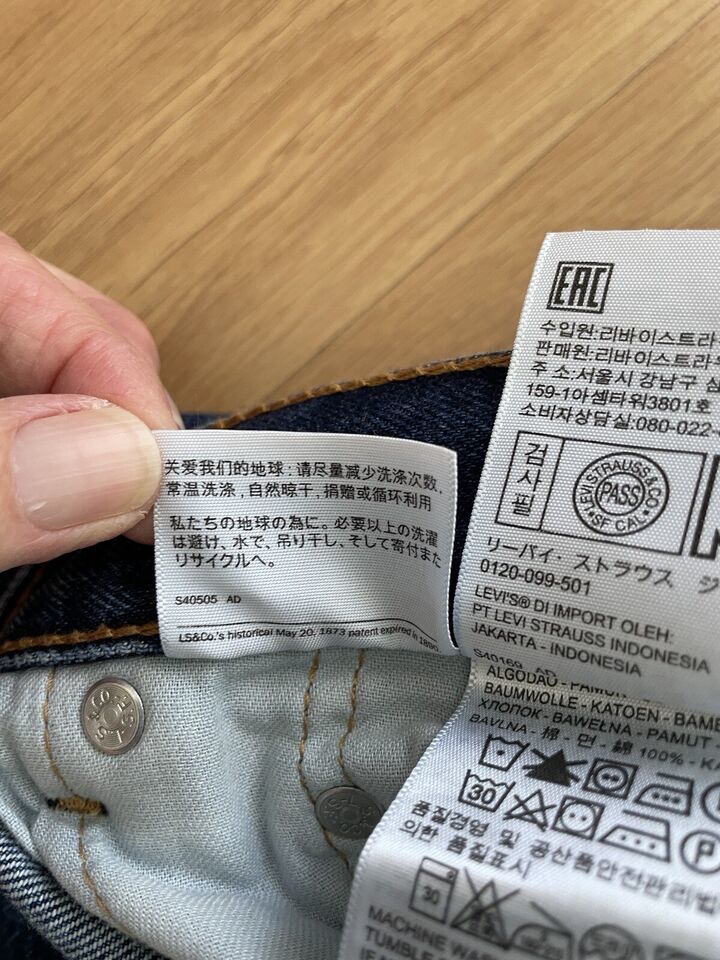 关爱我们的地球：请尽量减少洗涤次数，
常温洗涤，自然晾干，捐赠或循环利用
私たちの地球の為に。必要以上の洗濯
は避け、水で、吊り干し、そして寄付また
リサイクルへ。
S40505 AD
LS&Co.'s historical May 20, 1873 patent expired in 1890.
EAC
수입원:리바이스트라
판매원:리바이스트라
주 소:서울시 강남구
159-1아셈타워3801호
소비자상담실:080-022-
검사필
LEVI STRAUSS & CO
PASS
SF CAL
リーバイ・ストラウス ジ
0120-099-501
LEVI'S® DI IMPORT OLEH:
PT LEVI STRAUSS INDONESIA
JAKARTA - INDONESIA
S40169 AD
ALGODÃO - PAMUK
BAUMWOLLE - KATOEN -
ХЛОПОК - BAWEŁNA - PAMUT
BAVLNA - 棉 - 면 - 綿 100% -
30
P
품질경영 및 공산품안전관리법
의한 품질표시
30
MACHINE
TUMBLE
L.S.&CO.